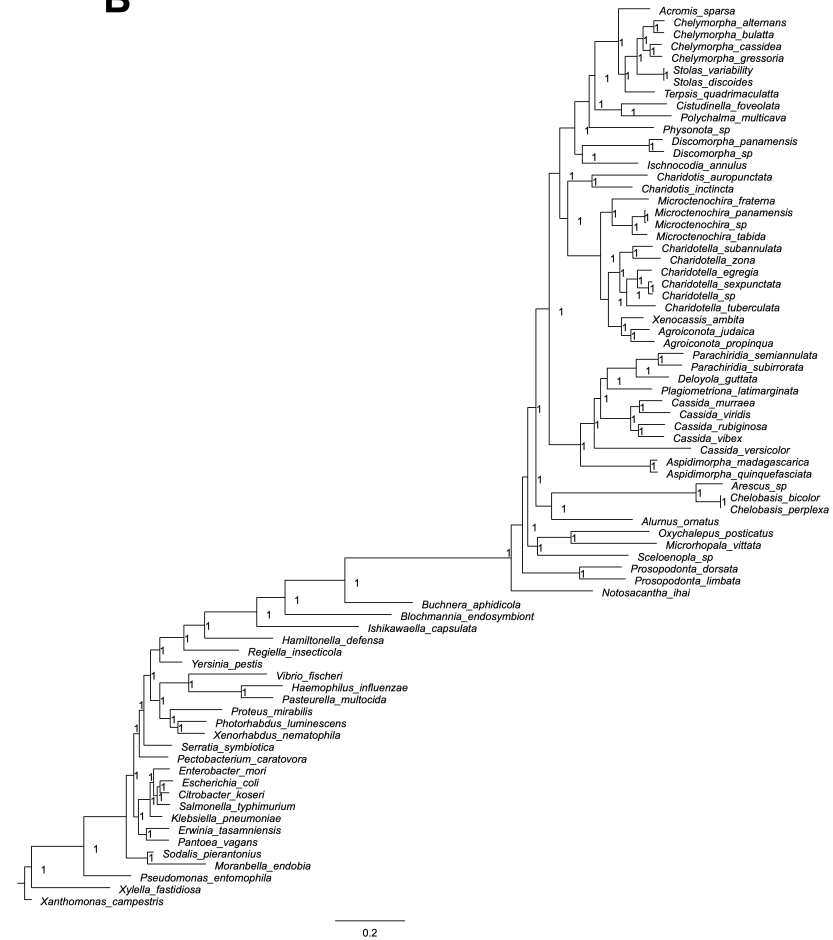 B
Acromis_sparsa
Chelymorpha_alternans
Chelymorpha_bulatta
Chelymorpha_cassidea
Chelymorpha_gressoria
Stolas_variability
Stolas_discoides
Terpsis_quadrimaculatta
Cistudinella_foveolata
Polychalma_multicava
Physonota_sp
Discomorpha_panamensis
Discomorpha_sp
Ischnocodia_annulus
Charidotis_auropunctata
Charidotis_inctincta
Microctenochira_fraterna
Microctenochira_panamensis
Microctenochira_sp
Microctenochira_tabida
Charidotella_subannulata
Charidotella_zona
Charidotella_egregia
Charidotella_sexpunctata
Charidotella_sp
Charidotella_tuberculata
Xenocassis_ambita
Agroiconota_judaica
Agroiconota_propinqua
Parachiridia_semiannulata
Parachiridia_subirrorata
Deloyola_guttata
Plagiometriona_latimarginata
Cassida_murraea
Cassida_viridis
Cassida_rubiginosa
Cassida_vibex
Cassida_versicolor
Aspidimorpha_madagascarica
Aspidimorpha_quinquefasciata
Arescus_sp
Chelobasis_bicolor
Chelobasis_perplexa
Alurnus_ornatus
Oxychalepus_posticatus
Microrhopala_vittata
Sceloenopla_sp
Prosopodonta_dorsata
Prosopodonta_limbata
Notosacantha_ihai
Buchnera_aphidicola
Blochmannia_endosymbiont
Ishikawaella_capsulata
Hamiltonella_defensa
Regiella_insecticola
Yersinia_pestis
Vibrio_fischeri
Haemophilus_influenzae
Pasteurella_multocida
Proteus_mirabilis
Photorhabdus_luminescens
Xenorhabdus_nematophila
Serratia_symbiotica
Pectobacterium_caratovora
Enterobacter_mori
Escherichia_coli
Citrobacter_koseri
Salmonella_typhimurium
Klebsiella_pneumoniae
Erwinia_tasamniensis
Pantoea_vagans
Sodalis_pierantonius
Moranbella_endobia
Pseudomonas_entomophila
Xylella_fastidiosa
Xanthomonas_campestris
0.2